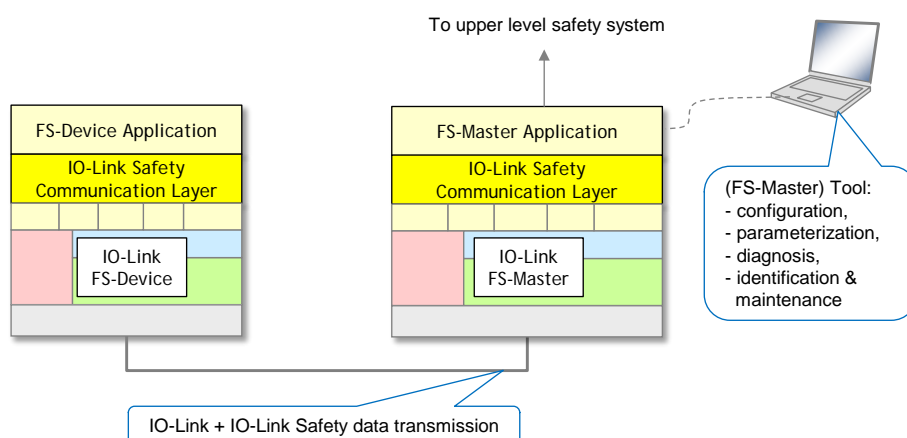 To upper level safety system
FS-Device Application
IO-Link Safety
Communication Layer
IO-Link
FS-Device
FS-Master Application
IO-Link Safety
Communication Layer
IO-Link
FS-Master
(FS-Master) Tool:
- configuration,
- parameterization,
- diagnosis,
- identification &
maintenance
IO-Link + IO-Link Safety data transmission